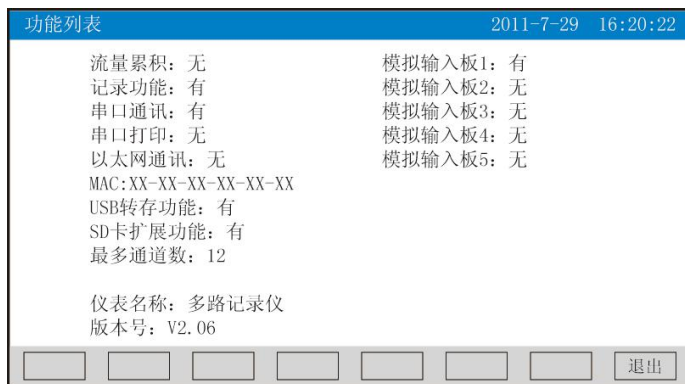 功能列表 2011-7-29 16:20:22
流量累积：无 模拟输入板1：有
记录功能：有 模拟输入板2：无
串口通讯：有 模拟输入板3：无
串口打印：无 模拟输入板4：无
以太网通讯：无 模拟输入板5：无
MAC:XX-XX-XX-XX-XX-XX
USB转存功能：有
SD卡扩展功能：有
最多通道数：12
仪表名称：多路记录仪
版本号：V2.06
退出